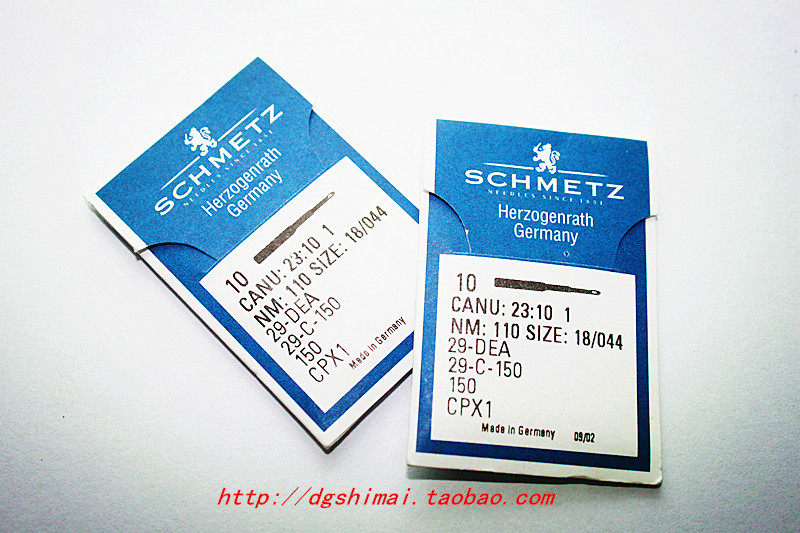 SCHMETZ
NEEDLES SINCE 1851
Herzogenrath
Germany
10
CANU: 23:10 1
NM: 110 SIZE: 18/044
29-DEA
29-C-150
150
CPX1
Made in Germany
SCHMETZ
NEEDLES SINCE 1851
Herzogenrath
Germany
10
CANU: 23:10 1
NM: 110 SIZE: 18/044
29-DEA
29-C-150
150
CPX1
Made in Germany 09/02
http://dgshimai.taobao.com